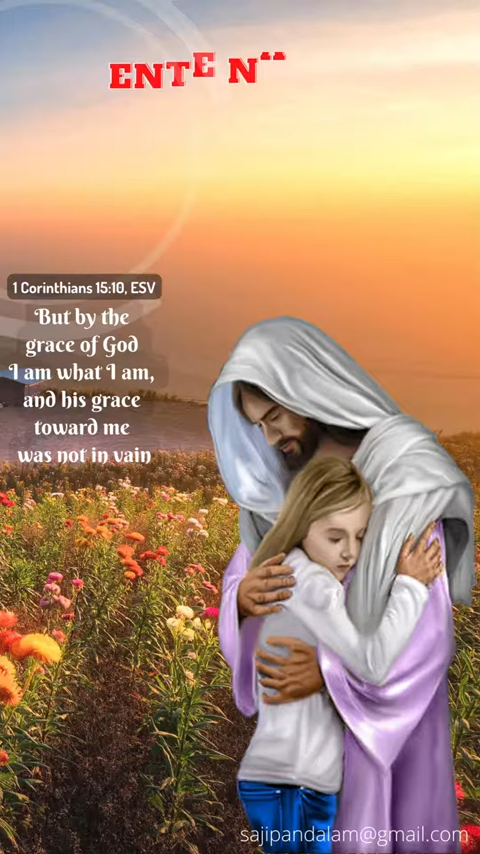 ENTE
1 Corinthians 15:10, ESV
But by the
grace of God
I am what I am,
and his grace
toward me
was not in vain
sajipandalam@gmail.com